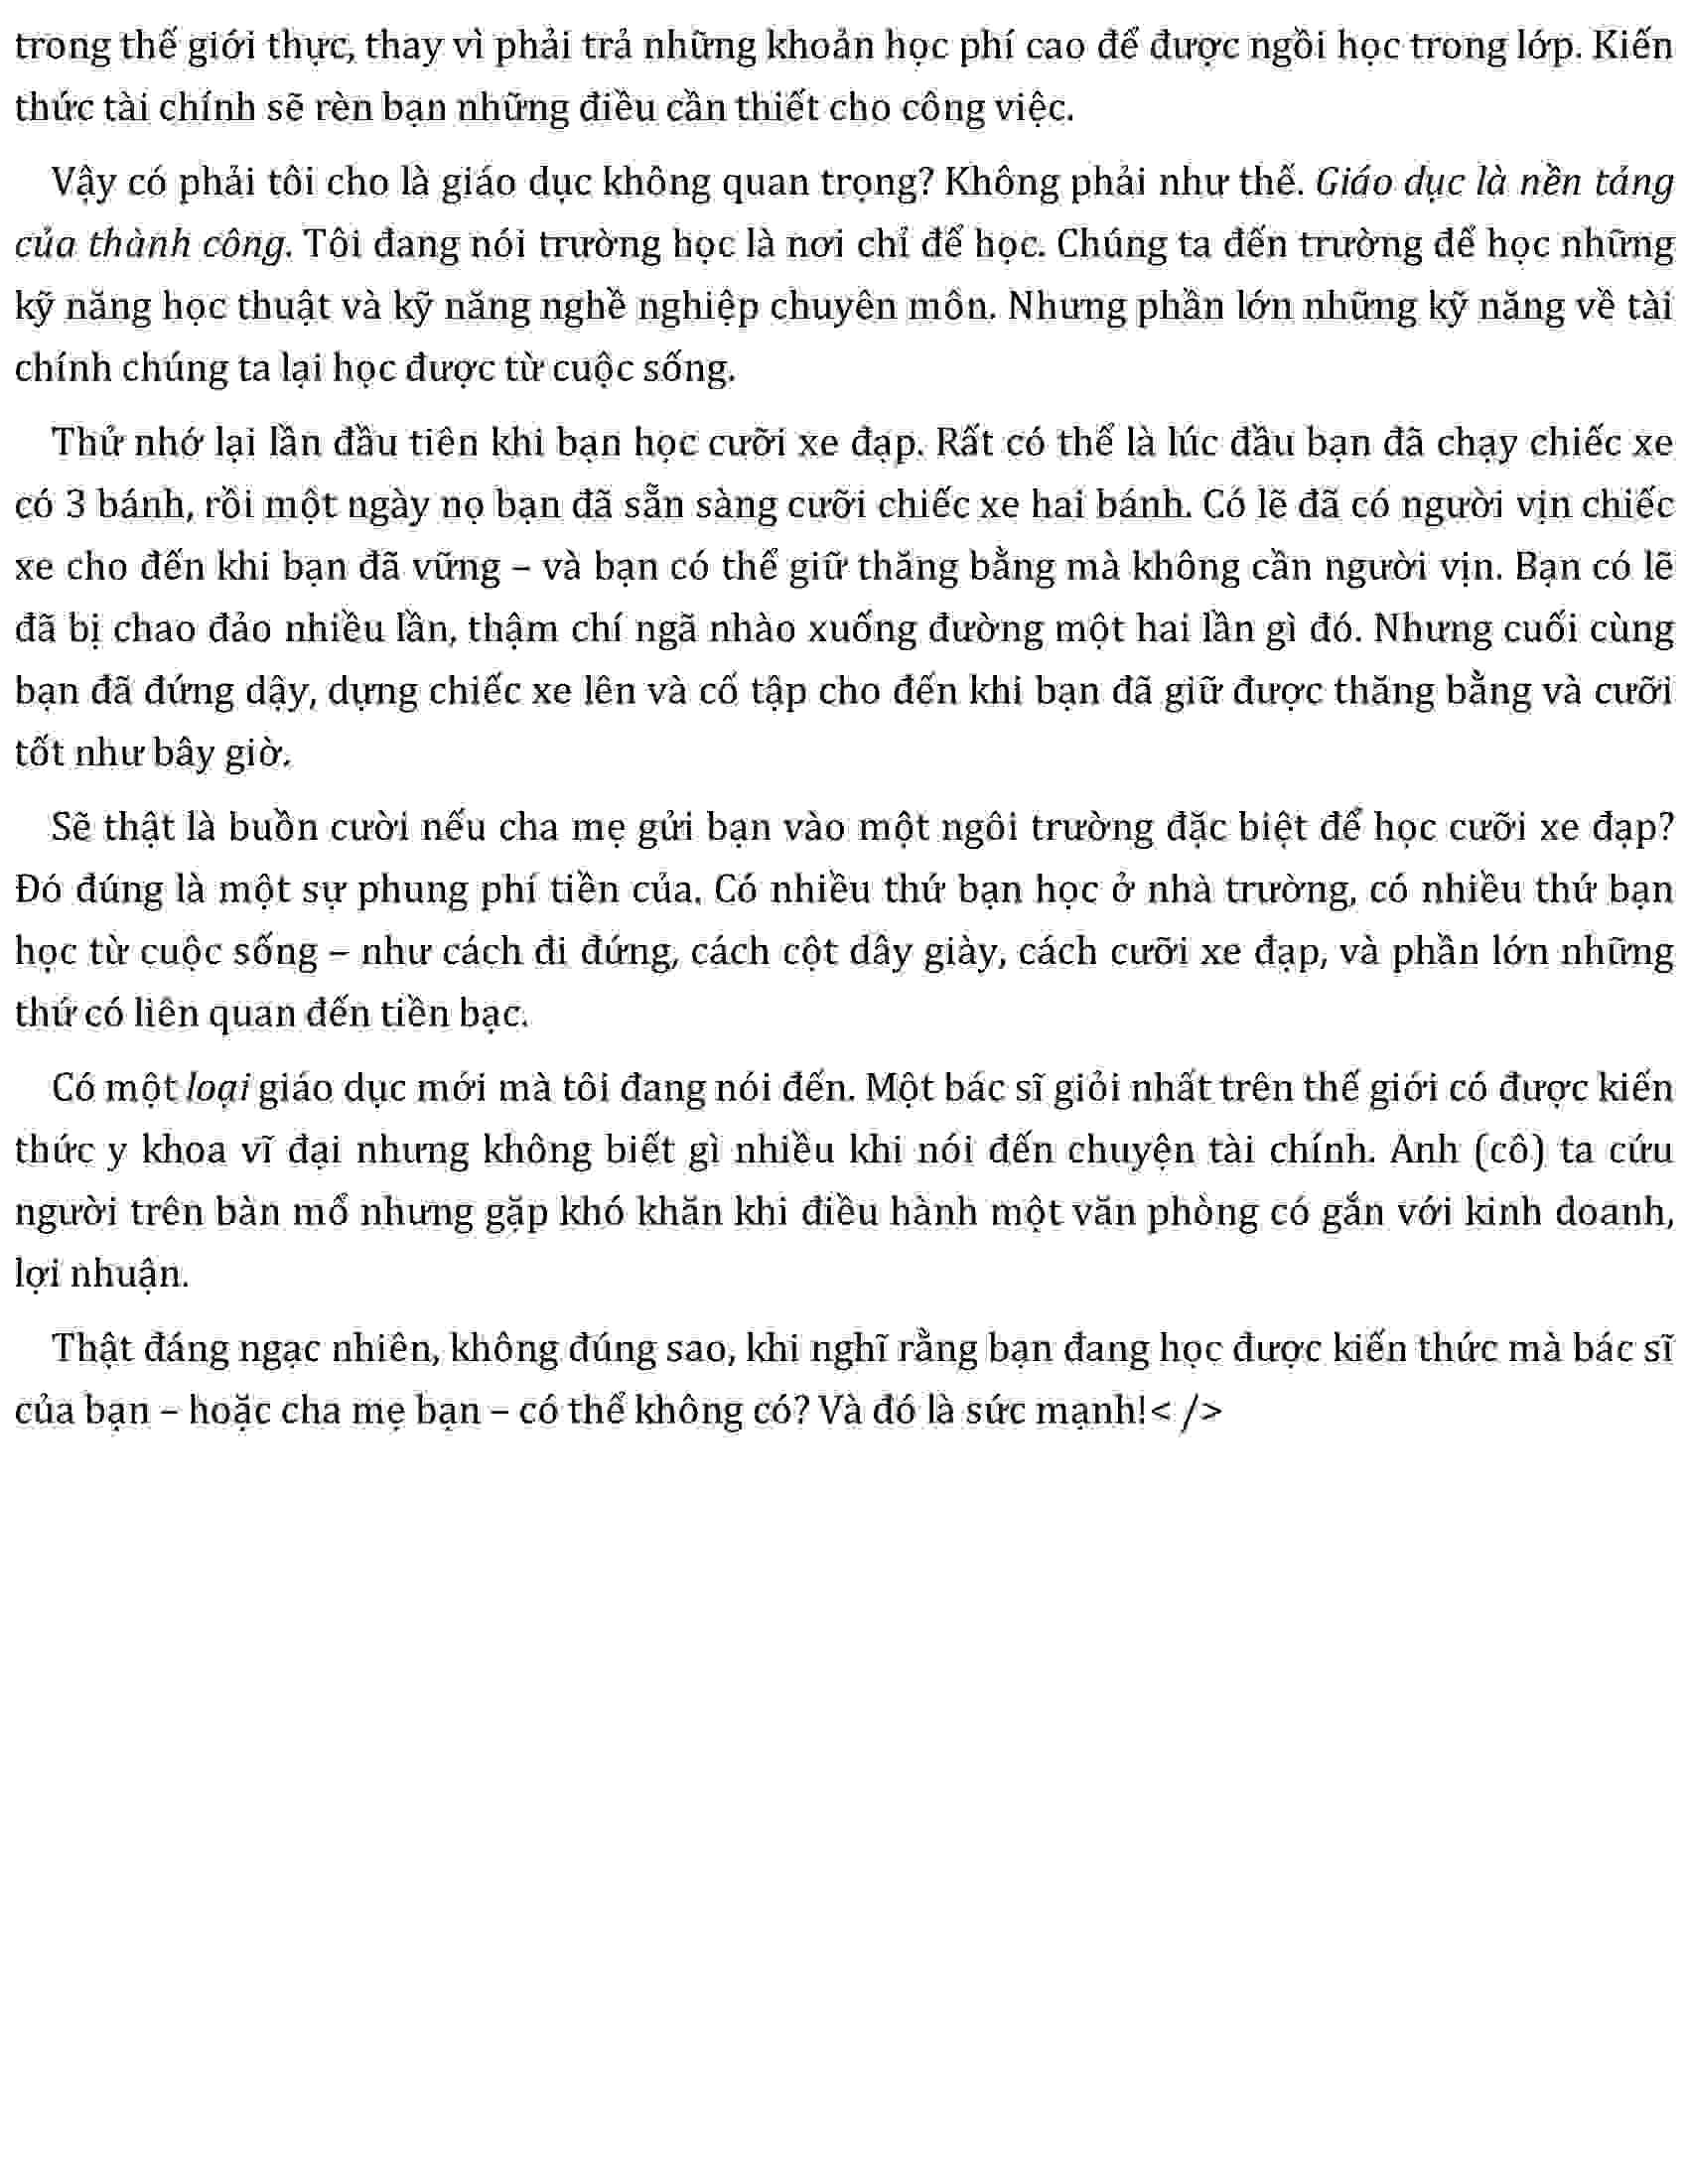 trong thế giới thực, thay vì phải trả những khoản học phí cao để được ngồi học trong lớp. Kiến
thức tài chính sẽ rèn bạn những điều cần thiết cho công việc.
Vậy có phải tôi cho là giáo dục không quan trọng? Không phải như thế. Giáo dục là nền tảng
của thành công. Tôi đang nói trường học là nơi chỉ để học. Chúng ta đến trường để học những
kỹ năng học thuật và kỹ năng nghề nghiệp chuyên môn. Nhưng phần lớn những kỹ năng về tài
chính chúng ta lại học được từ cuộc sống.
Thử nhớ lại lần đầu tiên khi bạn học cưỡi xe đạp. Rất có thể là lúc đầu bạn đã chạy chiếc xe
có 3 bánh, rồi một ngày nọ bạn đã sẵn sàng cưỡi chiếc xe hai bánh. Có lẽ đã có người vịn chiếc
xe cho đến khi bạn đã vững – và bạn có thể giữ thăng bằng mà không cần người vịn. Bạn có lẽ
đã bị chao đảo nhiều lần, thậm chí ngã nhào xuống đường một hai lần gì đó. Nhưng cuối cùng
bạn đã đứng dậy, dựng chiếc xe lên và cố tập cho đến khi bạn đã giữ được thăng bằng và cưỡi
tốt như bây giờ.
Sẽ thật là buồn cười nếu cha mẹ gửi bạn vào một ngôi trường đặc biệt để học cưỡi xe đạp?
Đó đúng là một sự phung phí tiền của. Có nhiều thứ bạn học ở nhà trường, có nhiều thứ bạn
học từ cuộc sống – như cách đi đứng, cách cột dây giày, cách cưỡi xe đạp, và phần lớn những
thứ có liên quan đến tiền bạc.
Có một loại giáo dục mới mà tôi đang nói đến. Một bác sĩ giỏi nhất trên thế giới có được kiến
thức y khoa vĩ đại nhưng không biết gì nhiều khi nói đến chuyện tài chính. Anh (cô) ta cứu
người trên bàn mổ nhưng gặp khó khăn khi điều hành một văn phòng có gắn với kinh doanh,
lợi nhuận.
Thật đáng ngạc nhiên, không đúng sao, khi nghĩ rằng bạn đang học được kiến thức mà bác sĩ
của bạn – hoặc cha mẹ bạn – có thể không có? Và đó là sức mạnh!< />